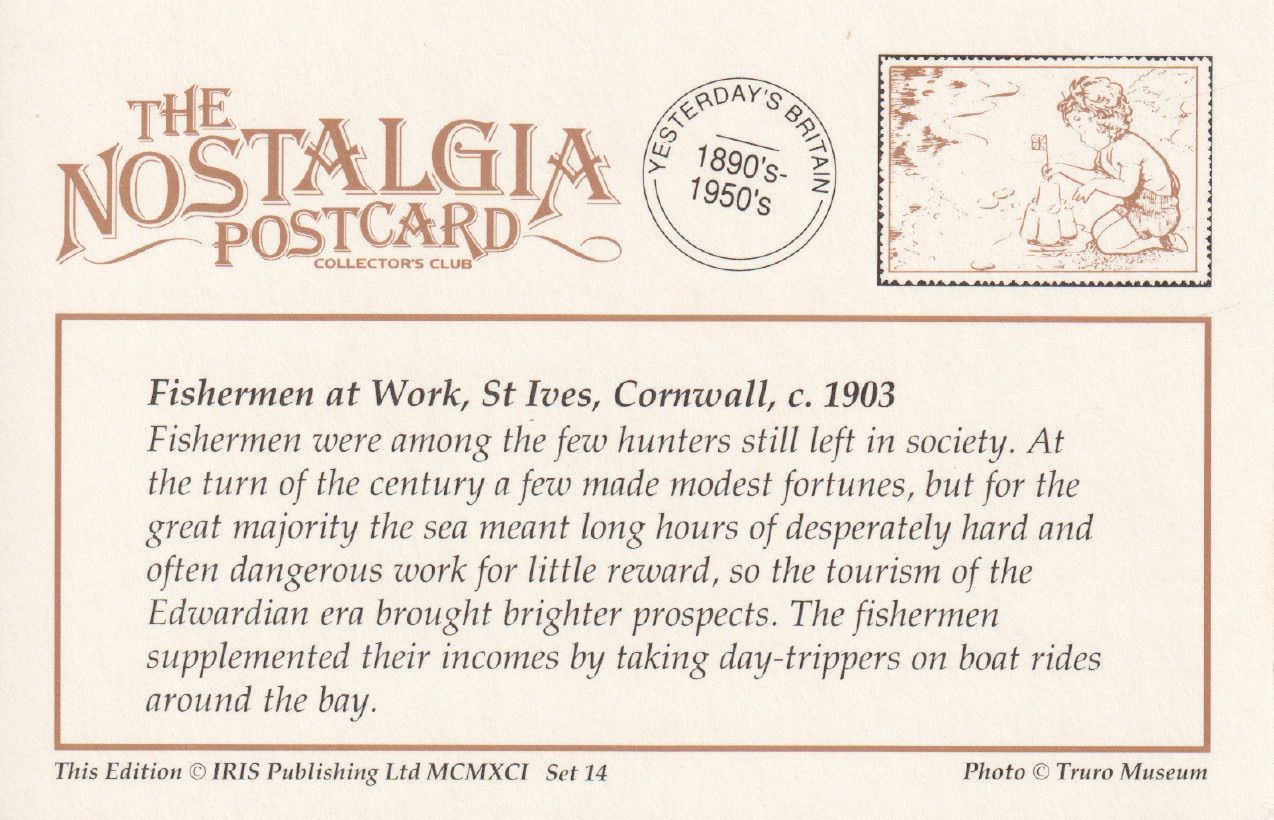 THE
NOSTALGIA
POSTCARD
COLLECTOR'S CLUB
YESTERDAY'S BRITAIN
1890's-
1950's
Fishermen at Work, St Ives, Cornwall, c. 1903
Fishermen were among the few hunters still left in society. At
the turn of the century a few made modest fortunes, but for the
great majority the sea meant long hours of desperately hard and
often dangerous work for little reward, so the tourism of the
Edwardian era brought brighter prospects. The fishermen
supplemented their incomes by taking day-trippers on boat rides
around the bay.
This Edition © IRIS Publishing Ltd MCMXCI Set 14
Photo © Truro Museum